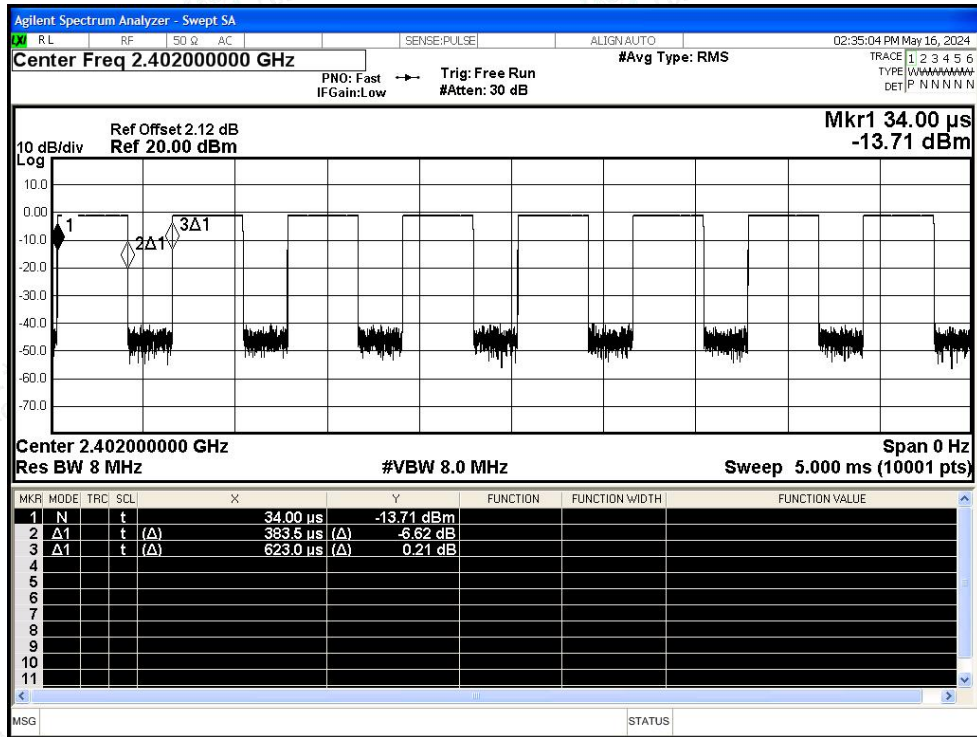 Agilent Spectrum Analyzer - Swept SA
LXI RL RF 50 Ω AC SENSE:PULSE ALIGN AUTO 02:35:04 PM May 16, 2024
Center Freq 2.402000000 GHz
PNO: Fast
IFGain:Low
Trig: Free Run
#Atten: 30 dB
#Avg Type: RMS
TRACE 1 2 3 4 5 6
TYPE
DET P N N N N N
Mkr1 34.00 µs
-13.71 dBm
Ref Offset 2.12 dB
10 dB/div Ref 20.00 dBm
Log
10.0
0.00
-10.0
-20.0
-30.0
-40.0
-50.0
-60.0
-70.0
1
2Δ1
3Δ1
Center 2.402000000 GHz Span 0 Hz
Res BW 8 MHz #VBW 8.0 MHz Sweep 5.000 ms (10001 pts)
MKR MODE TRC SCL X Y FUNCTION FUNCTION WIDTH FUNCTION VALUE
1 N t 34.00 µs -13.71 dBm
2 Δ1 t (Δ) 383.5 µs (Δ) -6.62 dB
3 Δ1 t (Δ) 623.0 µs (Δ) 0.21 dB
4
5
6
7
8
9
10
11
MSG STATUS